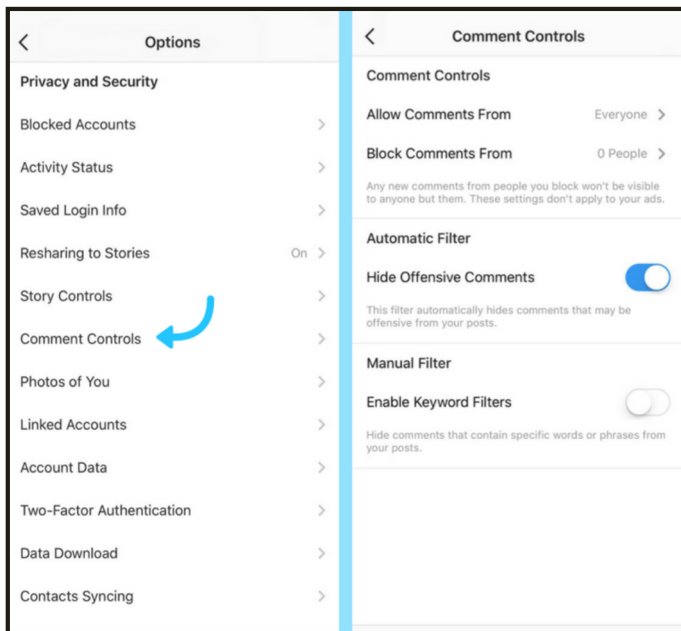 Options
Privacy and Security
Blocked Accounts
Activity Status
Saved Login Info
Resharing to Stories On
Story Controls
Comment Controls
Photos of You
Linked Accounts
Account Data
Two-Factor Authentication
Data Download
Contacts Syncing
Comment Controls
Comment Controls
Allow Comments From Everyone
Block Comments From 0 People
Any new comments from people you block won't be visible
to anyone but them. These settings don't apply to your ads.
Automatic Filter
Hide Offensive Comments
This filter automatically hides comments that may be
offensive from your posts.
Manual Filter
Enable Keyword Filters
Hide comments that contain specific words or phrases from
your posts.